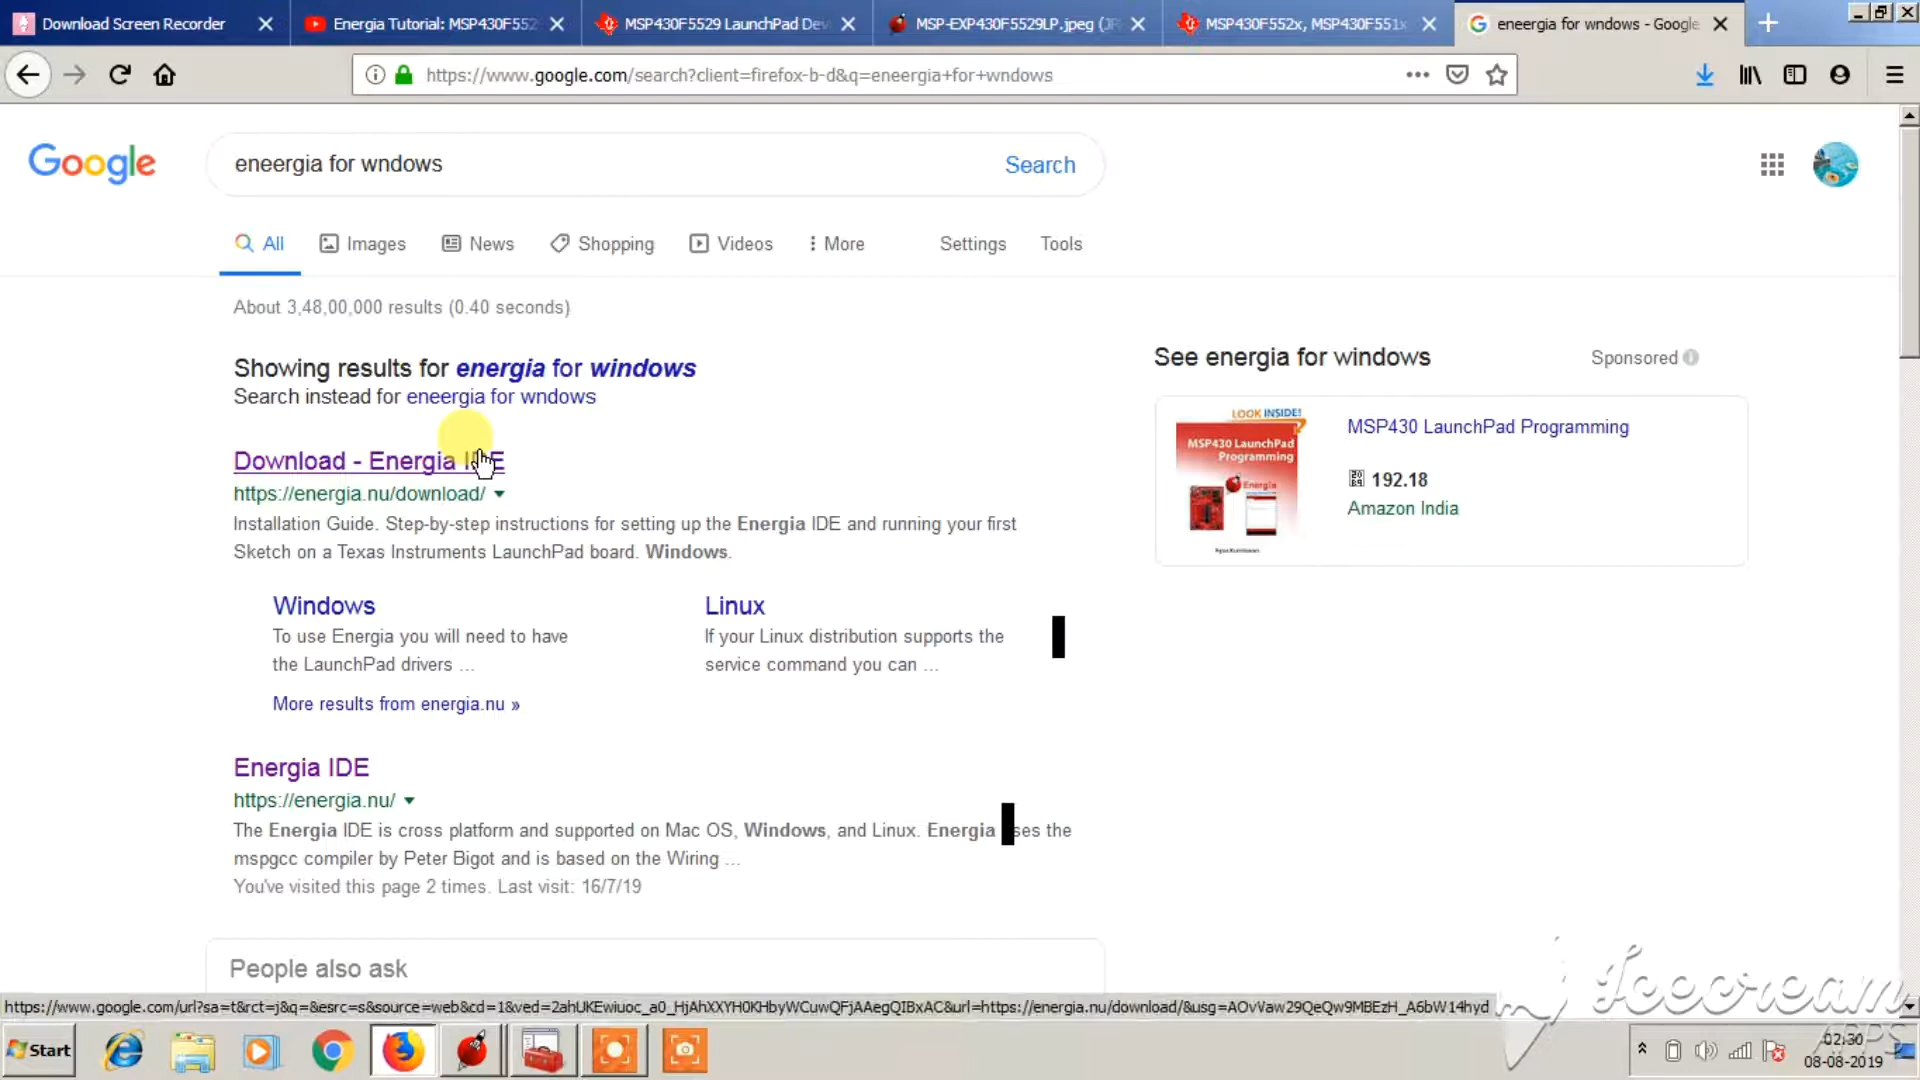 Download Screen Recorder
Energia Tutorial: MSP430F552
MSP430F5529 LaunchPad Dev
MSP-EXP430F5529LP.jpeg (JP
MSP430F552x, MSP430F551x
eneergia for wndows - Google
https://www.google.com/search?client=firefox-b-d&q=eneergia+for+wndows
Google
eneergia for wndows
Search
All
Images
News
Shopping
Videos
More
Settings
Tools
About 3,48,00,000 results (0.40 seconds)
Showing results for energia for windows
Search instead for eneergia for wndows
Download - Energia IDE
https://energia.nu/download/
Installation Guide. Step-by-step instructions for setting up the Energia IDE and running your first
Sketch on a Texas Instruments LaunchPad board. Windows.
Windows
To use Energia you will need to have
the LaunchPad drivers ...
Linux
If your Linux distribution supports the
service command you can ...
More results from energia.nu »
Energia IDE
https://energia.nu/
The Energia IDE is cross platform and supported on Mac OS, Windows, and Linux. Energia uses the
mspgcc compiler by Peter Bigot and is based on the Wiring ...
You've visited this page 2 times. Last visit: 16/7/19
People also ask
See energia for windows
Sponsored
LOOK INSIDE!
MSP430 LaunchPad
Programming
Energia
MSP430 LaunchPad Programming
192.18
Amazon India
https://www.google.com/url?sa=t&rct=j&q=&esrc=s&source=web&cd=1&ved=2ahUKEwiuoc_a0_HjAhXXYH0KHbyWCuwQFjAAegQIBxAC&url=https://energia.nu/download/&usg=AOvVaw29QeQw9MBEzH_A6bW14hyd
Icecream
APPS
Start
02:30
08-08-2019